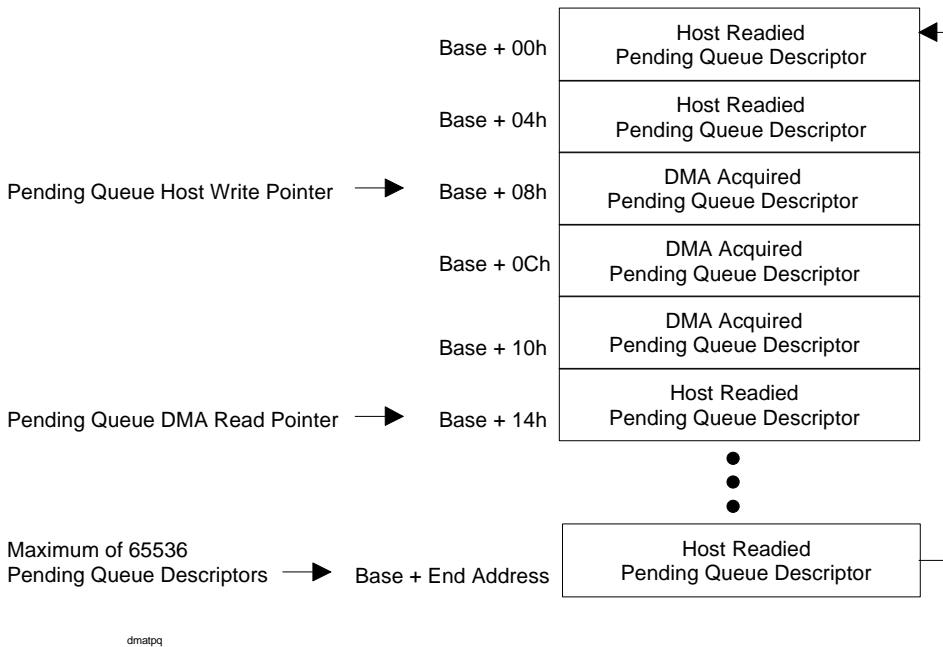 Host Readied
Base + 00h
Pending Queue Descriptor
Host Readied
Base + 04h
Pending Queue Descriptor
DMA Acquired
Pending Queue Host Write Pointer
Base + 08h
Pending Queue Descriptor
DMA Acquired
Base + 0Ch
Pending Queue Descriptor
DMA Acquired
Base + 10h
Pending Queue Descriptor
Host Readied
Pending Queue DMA Read Pointer
Base + 14h
Pending Queue Descriptor
Maximum of 65536
Pending Queue Descriptors
Base + End Address
Host Readied
Pending Queue Descriptor
dmatpq